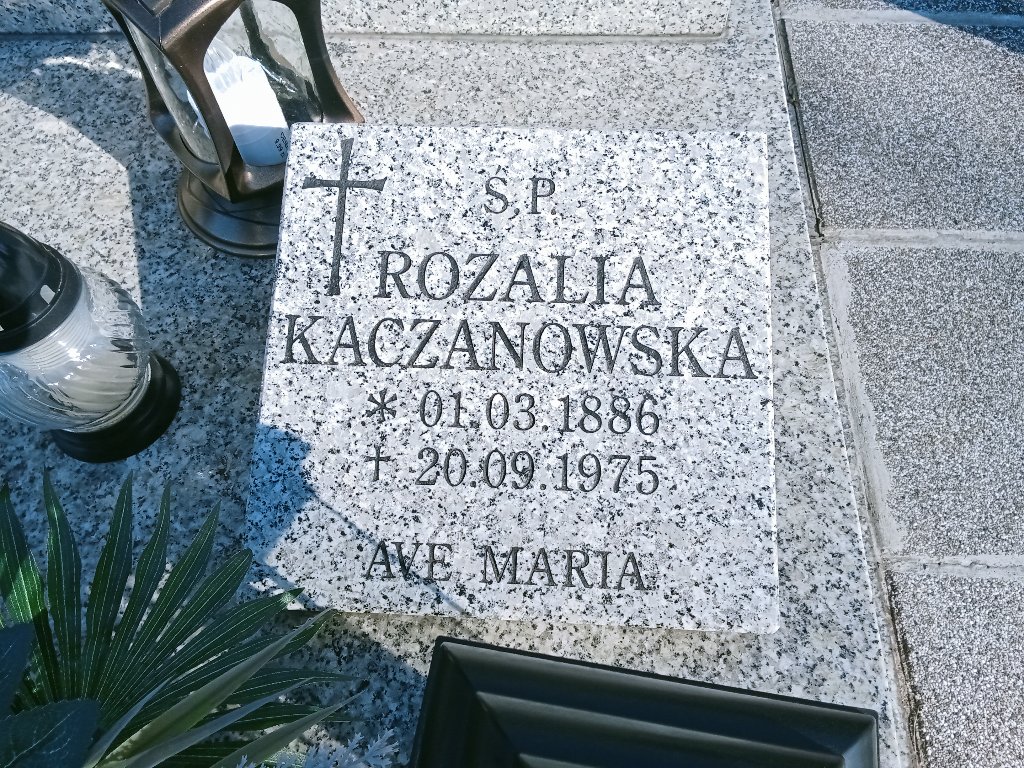 Ś.P.
ROZALIA
KACZANOWSKA
* 01.03.1886
† 20.09.1975
AVE MARIA